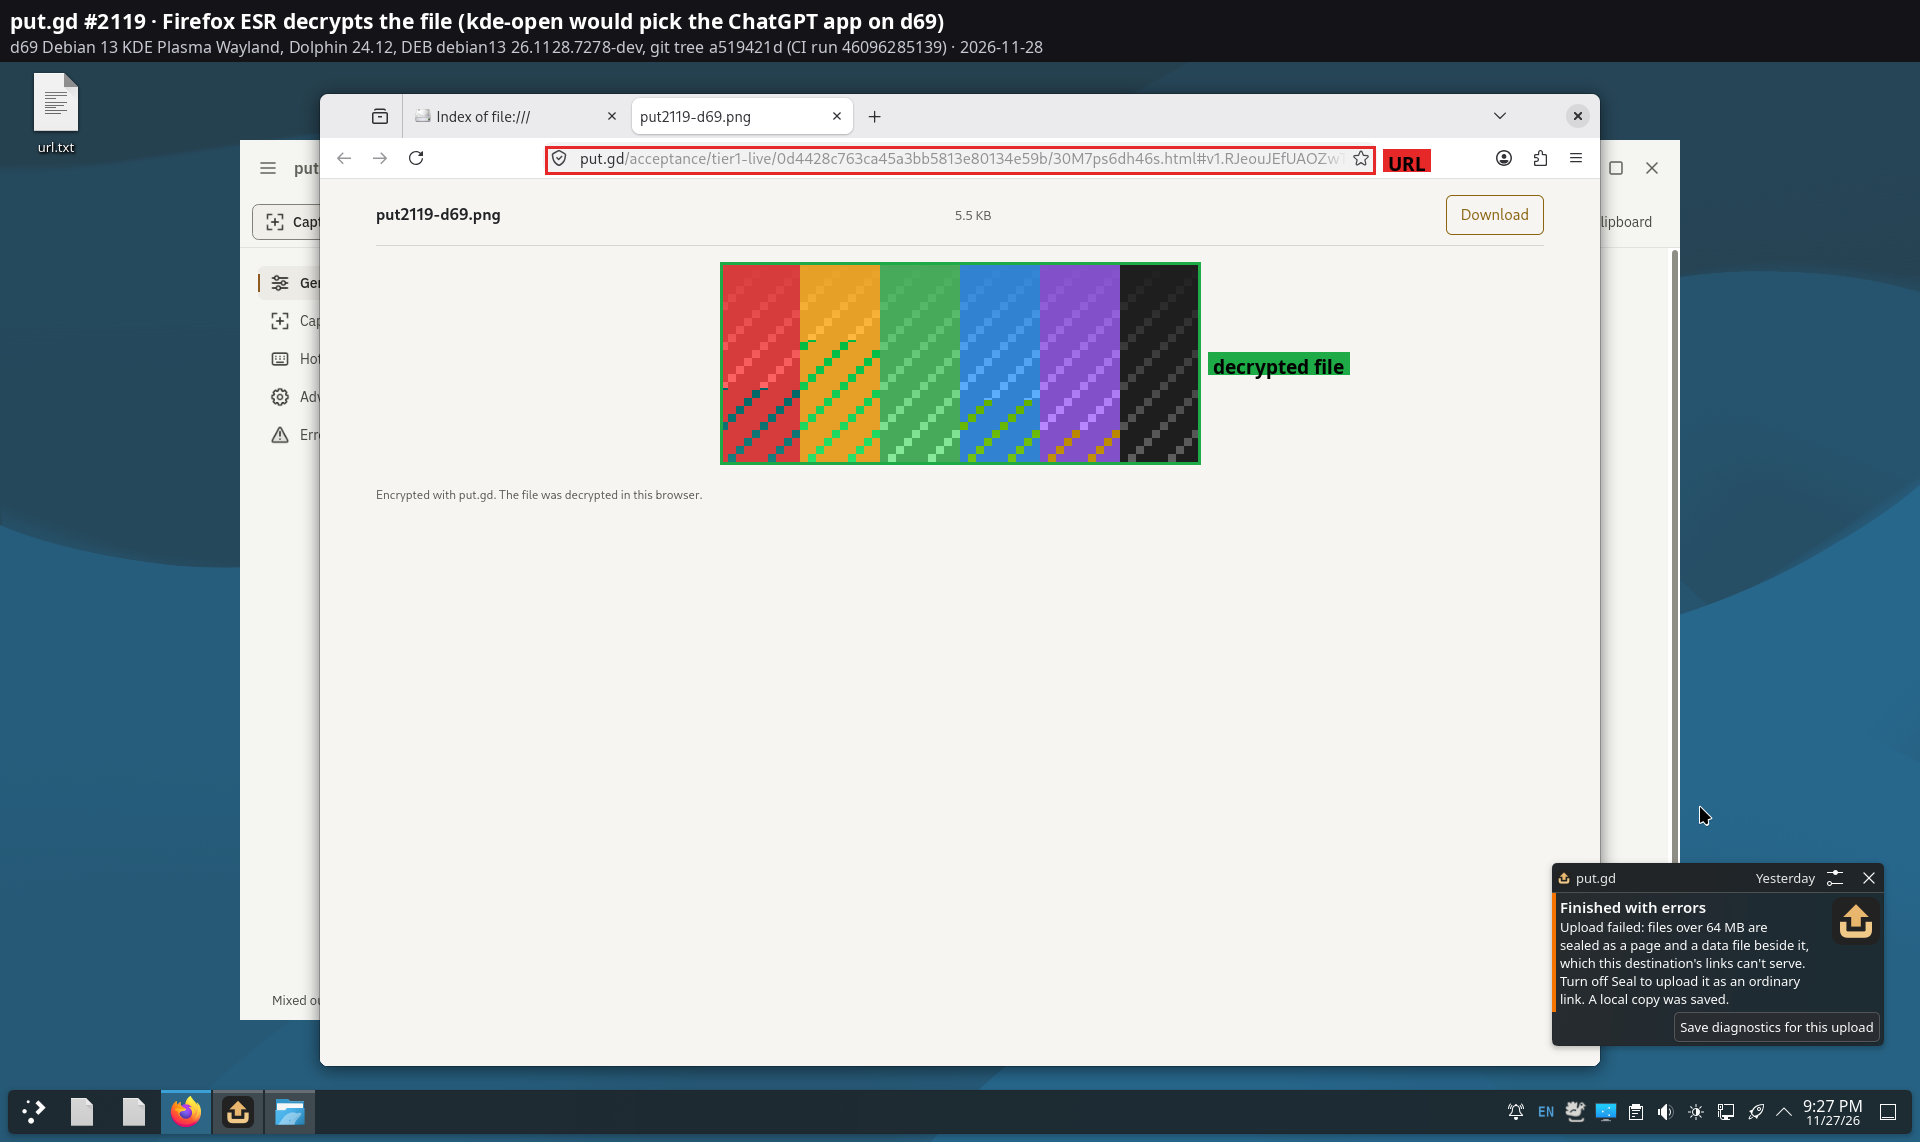 put.gd #2119 · Firefox ESR decrypts the file (kde-open would pick the ChatGPT app on d69)
d69 Debian 13 KDE Plasma Wayland, Dolphin 24.12, DEB debian13 26.1128.7278-dev, git tree a519421d (CI run 46096285139) · 2026-11-28
url.txt
Index of file:///
put2119-d69.png
put.gd/acceptance/tier1-live/0d4428c763ca45a3bb5813e80134e59b/30M7ps6dh46s.html#v1.RJeouJEfUAOZw
URL
put
Capt
lipboard
put2119-d69.png
5.5 KB
Download
Ger
Cap
Hot
Adv
Erro
decrypted file
Encrypted with put.gd. The file was decrypted in this browser.
Mixed ou
put.gd
Yesterday
Finished with errors
Upload failed: files over 64 MB are
sealed as a page and a data file beside it,
which this destination's links can't serve.
Turn off Seal to upload it as an ordinary
link. A local copy was saved.
Save diagnostics for this upload
EN
9:27 PM
11/27/26